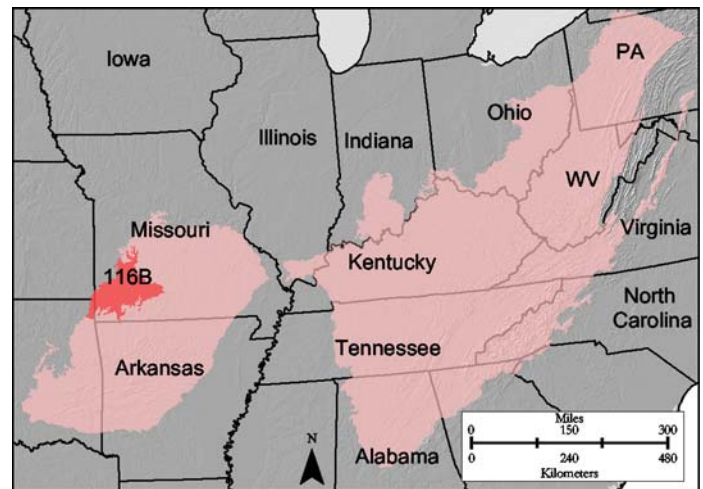 PA
Iowa
Ohio
Illinois
Indiana
WV
Missouri
Virginia
116B
Kentucky
North
Carolina
Tennessee
Arkansas
Miles
0 150 300
N
0 240 480
Alabama
Kilometers